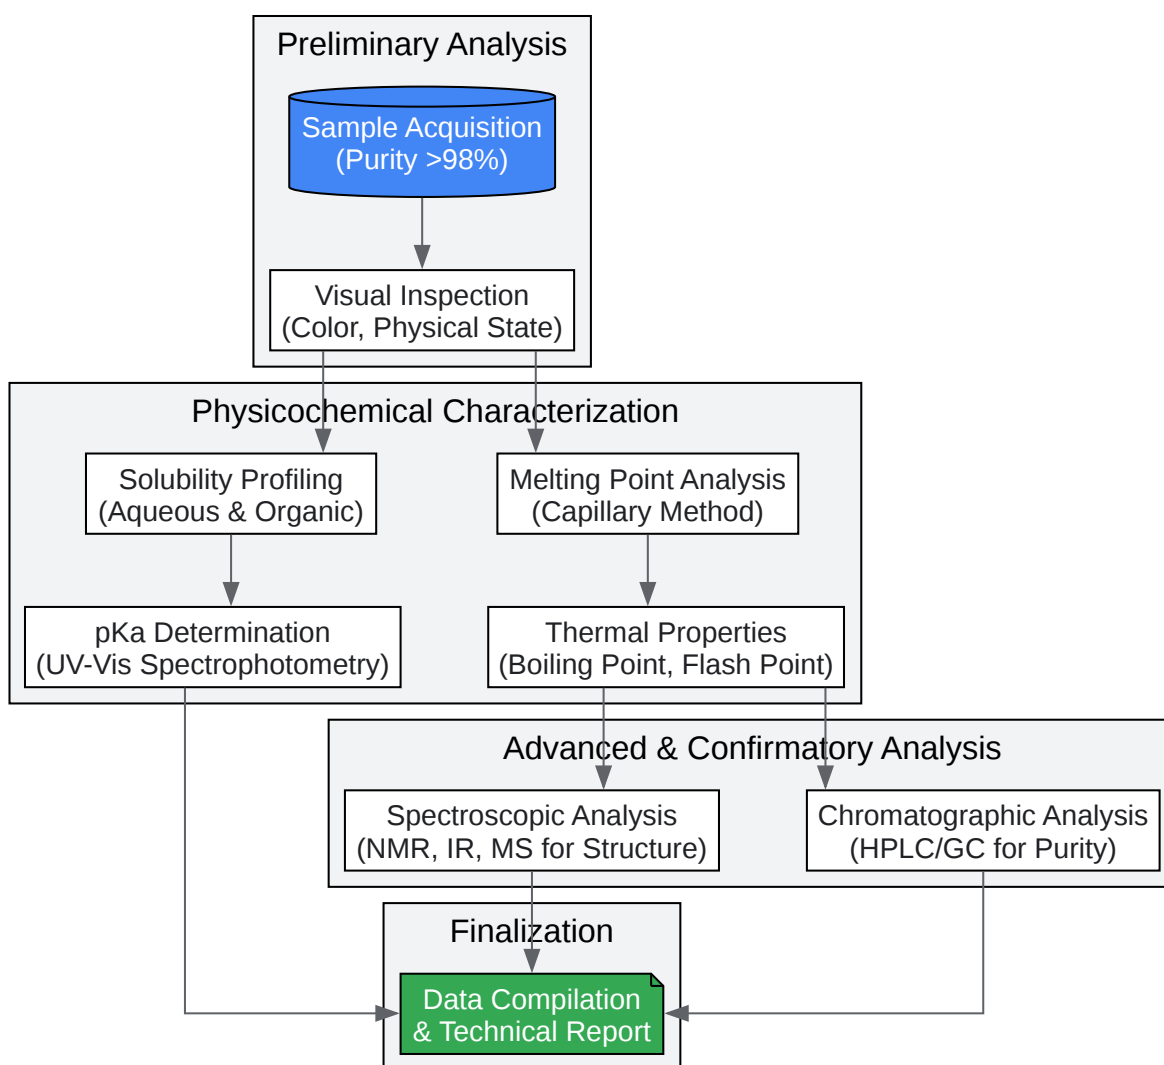 Preliminary Analysis
Sample Acquisition
(Purity >98%)
Visual Inspection
(Color, Physical State)
Physicochemical Characterization
Solubility Profiling
(Aqueous & Organic)
Melting Point Analysis
(Capillary Method)
pKa Determination
(UV-Vis Spectrophotometry)
Thermal Properties
(Boiling Point, Flash Point)
Advanced & Confirmatory Analysis
Spectroscopic Analysis
(NMR, IR, MS for Structure)
Chromatographic Analysis
(HPLC/GC for Purity)
Finalization
Data Compilation
& Technical Report